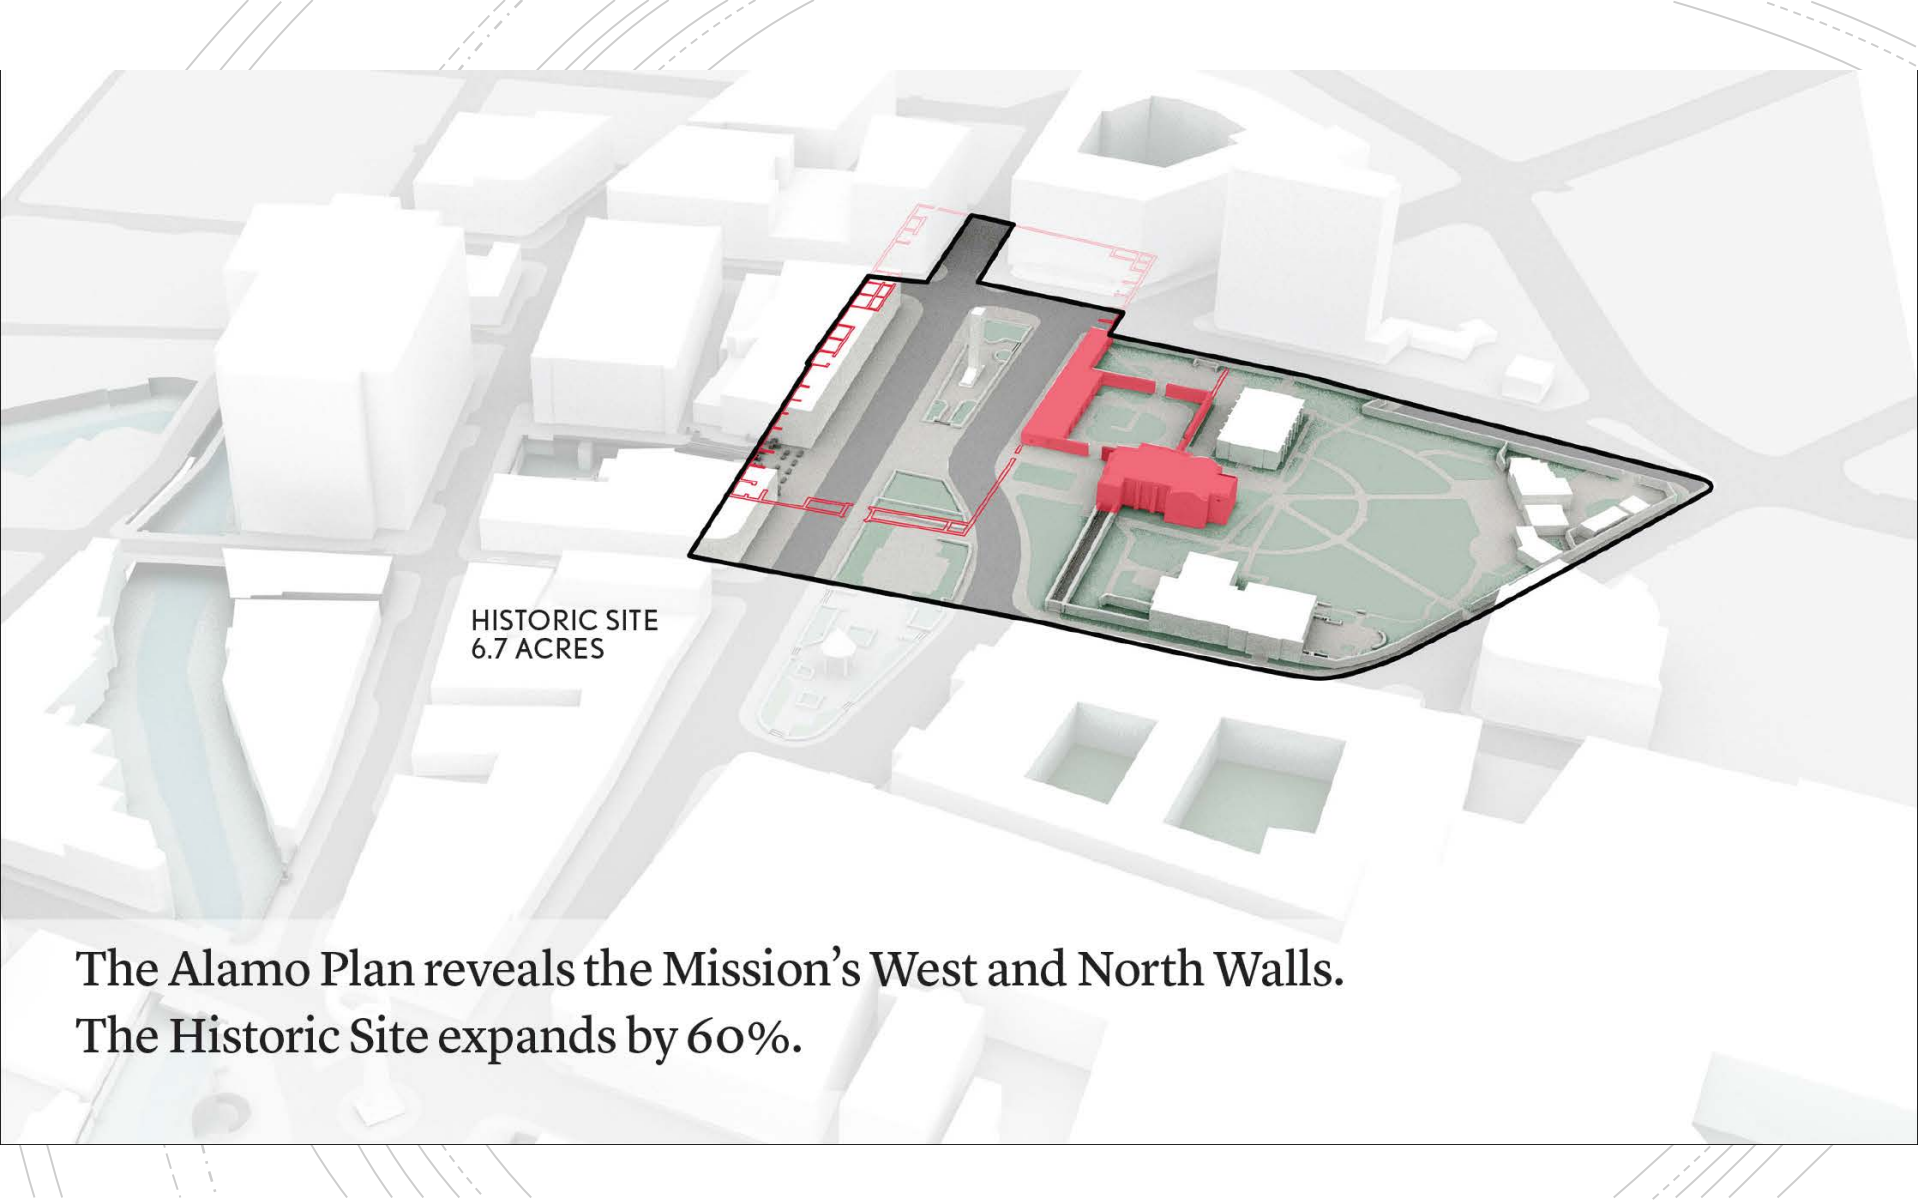 HISTORIC SITE
6.7 ACRES
The Alamo Plan reveals the Mission’s West and North Walls.
The Historic Site expands by 60%.